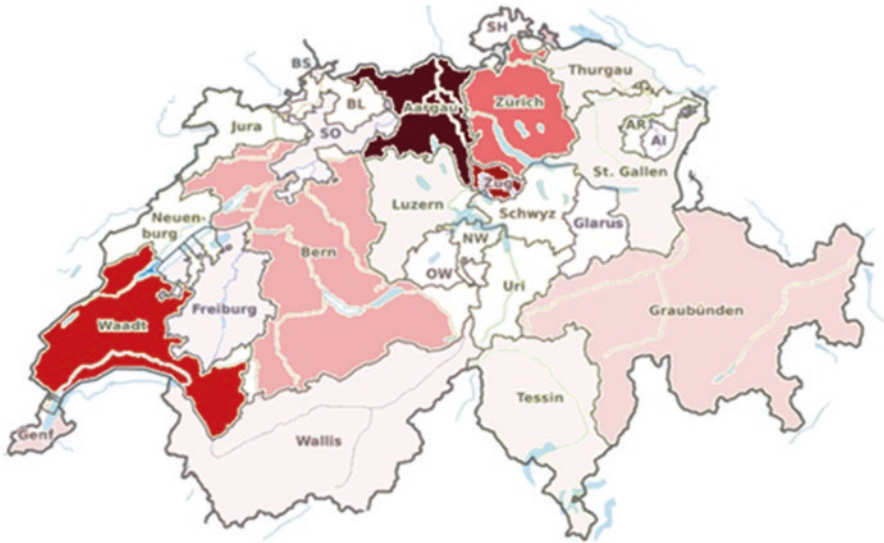 SH
BS
Thurgau
BL
Aargau
Zürich
Jura
SO
AR
AI
Zug
St. Gallen
Luzern
Schwyz
Neuen-
burg
Glarus
NW
Bern
OW
Uri
Freiburg
Graubünden
Waadt
Tessin
Genf
Wallis